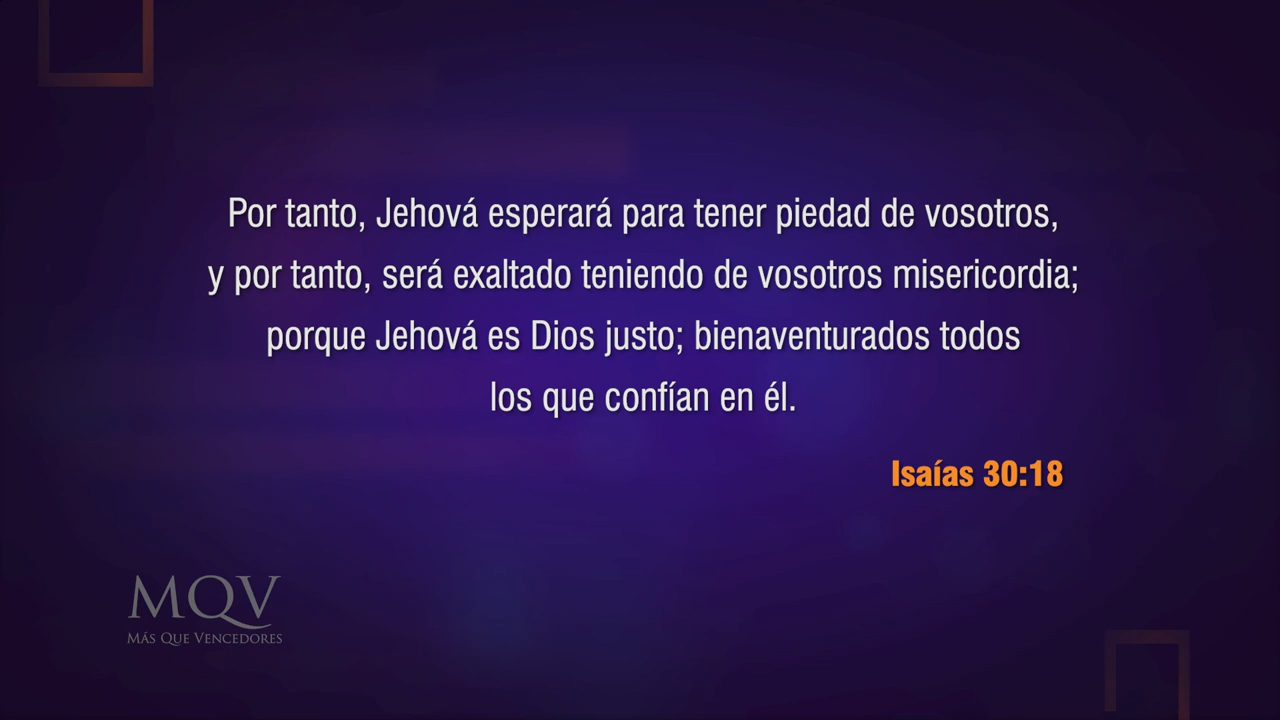 Por tanto, Jehová esperará para tener piedad de vosotros,
y por tanto, será exaltado teniendo de vosotros misericordia;
porque Jehová es Dios justo; bienaventurados todos
los que confían en él.
Isaías 30:18
MQV
Más Que Vencedores